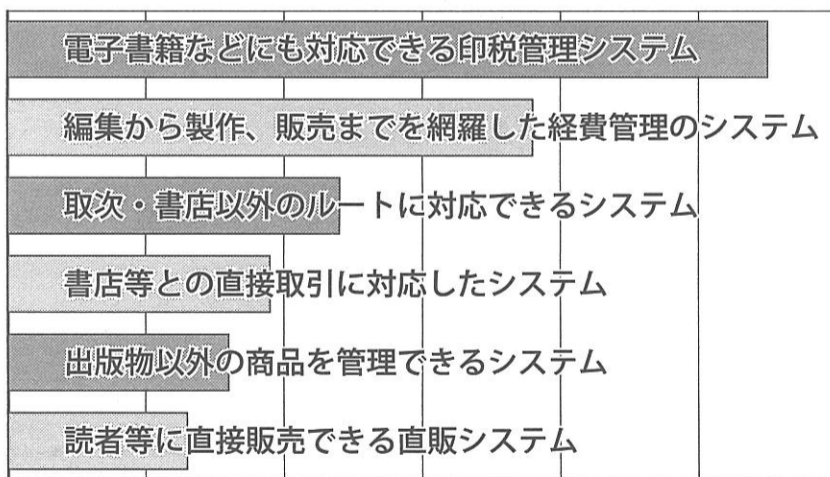 電子書籍などにも対応できる印税管理システム
編集から製作、販売までを網羅した経費管理のシステム
取次・書店以外のルートに対応できるシステム
書店等との直接取引に対応したシステム
出版物以外の商品を管理できるシステム
読者等に直接販売できる直販システム